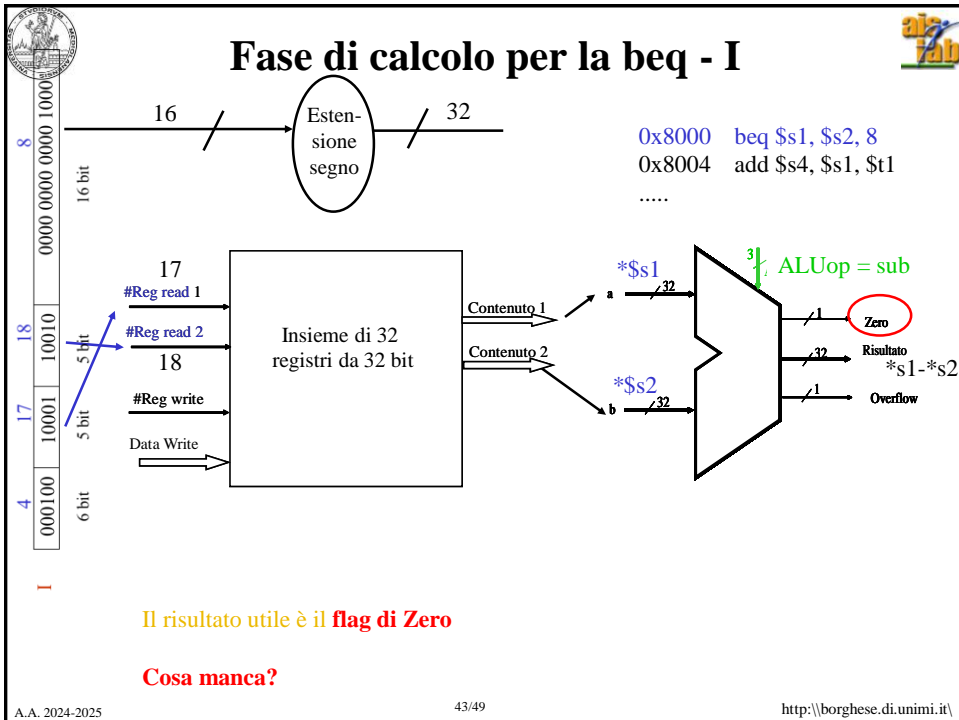 Fase di calcolo per la beq - I
16
Esten-
sione
segno
32
0x8000 beq $s1, $s2, 8
0x8004 add $s4, $s1, $t1
.....
I
4 17 18 8
000100 10001 10010 0000 0000 0000 1000
6 bit 5 bit 5 bit 16 bit
17
#Reg read 1
#Reg read 2
18
#Reg write
Data Write
Insieme di 32
registri da 32 bit
Contenuto 1
Contenuto 2
*$s1
a
32
*$s2
b
32
3
ALUop = sub
1
Zero
32
Risultato
*s1-*s2
1
Overflow
Il risultato utile è il flag di Zero
Cosa manca?
A.A. 2024-2025
43/49
http:\\borghese.di.unimi.it\